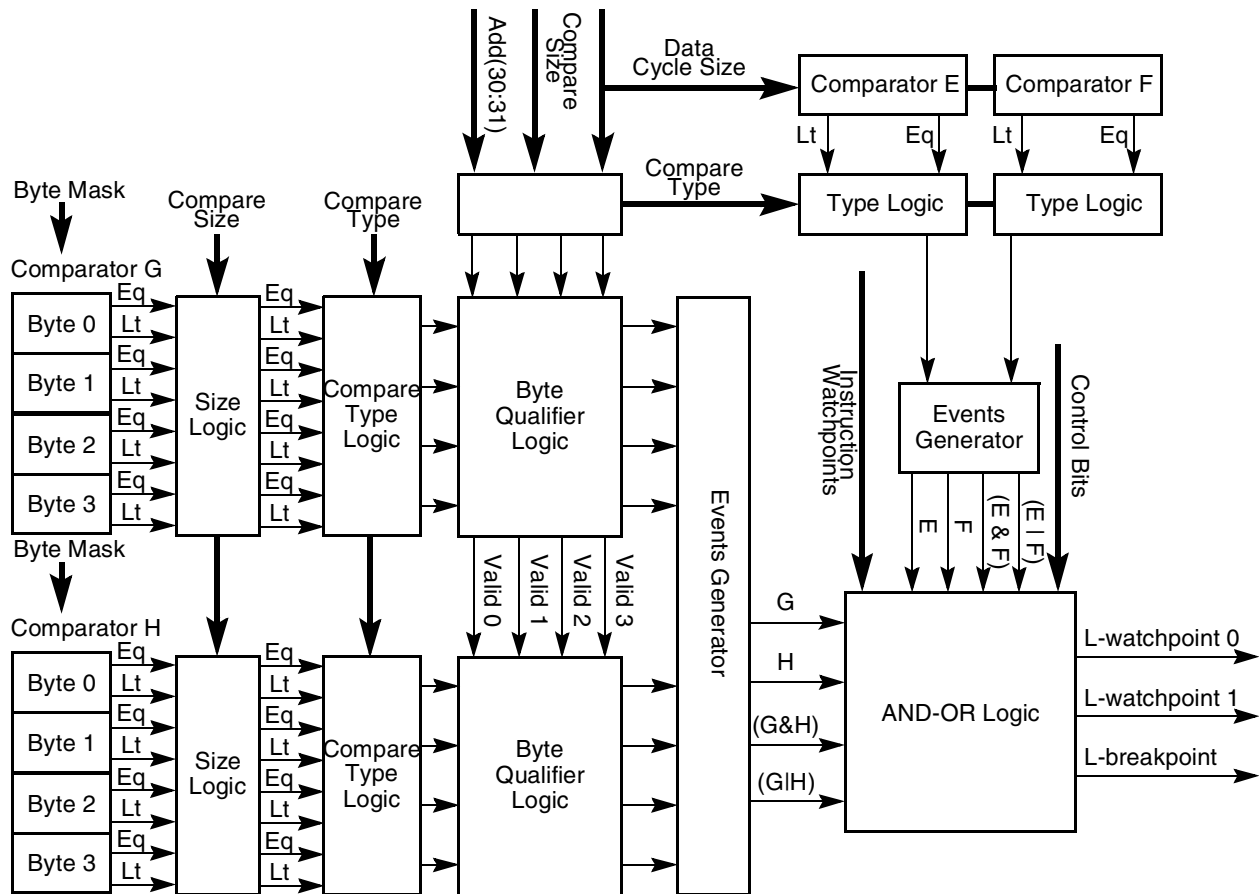 Add(30:31)
Compare
Size
Data
Cycle Size
Comparator E
Comparator F
Lt
Eq
Lt
Eq
Compare
Type
Type Logic
Type Logic
Byte Mask
Compare
Size
Compare
Type
Comparator G
Byte 0
Byte 1
Byte 2
Byte 3
Eq
Lt
Eq
Lt
Eq
Lt
Eq
Lt
Size
Logic
Eq
Lt
Eq
Lt
Eq
Lt
Eq
Lt
Compare
Type
Logic
Byte
Qualifier
Logic
Events Generator
Instruction
Watchpoints
Events
Generator
Control Bits
E
F
(E & F)
(E | F)
Valid 0
Valid 1
Valid 2
Valid 3
Byte Mask
Comparator H
Byte 0
Byte 1
Byte 2
Byte 3
Eq
Lt
Eq
Lt
Eq
Lt
Eq
Lt
Size
Logic
Eq
Lt
Eq
Lt
Eq
Lt
Eq
Lt
Compare
Type
Logic
Byte
Qualifier
Logic
G
H
(G&H)
(G|H)
AND-OR Logic
L-watchpoint 0
L-watchpoint 1
L-breakpoint